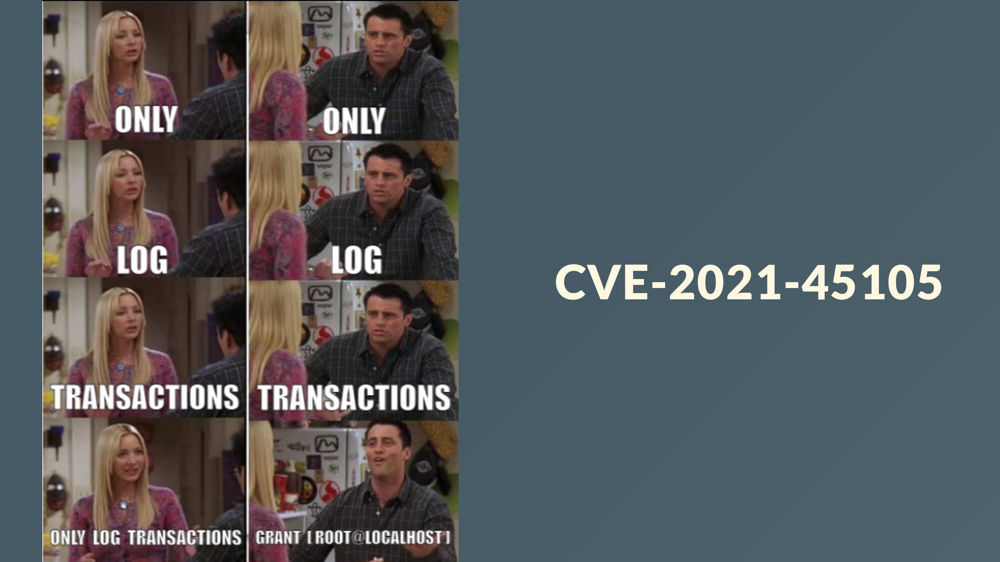 ONLY
ONLY
LOG
LOG
TRANSACTIONS
TRANSACTIONS
ONLY LOG TRANSACTIONS
GRANT [ROOT@LOCALHOST]
CVE-2021-45105